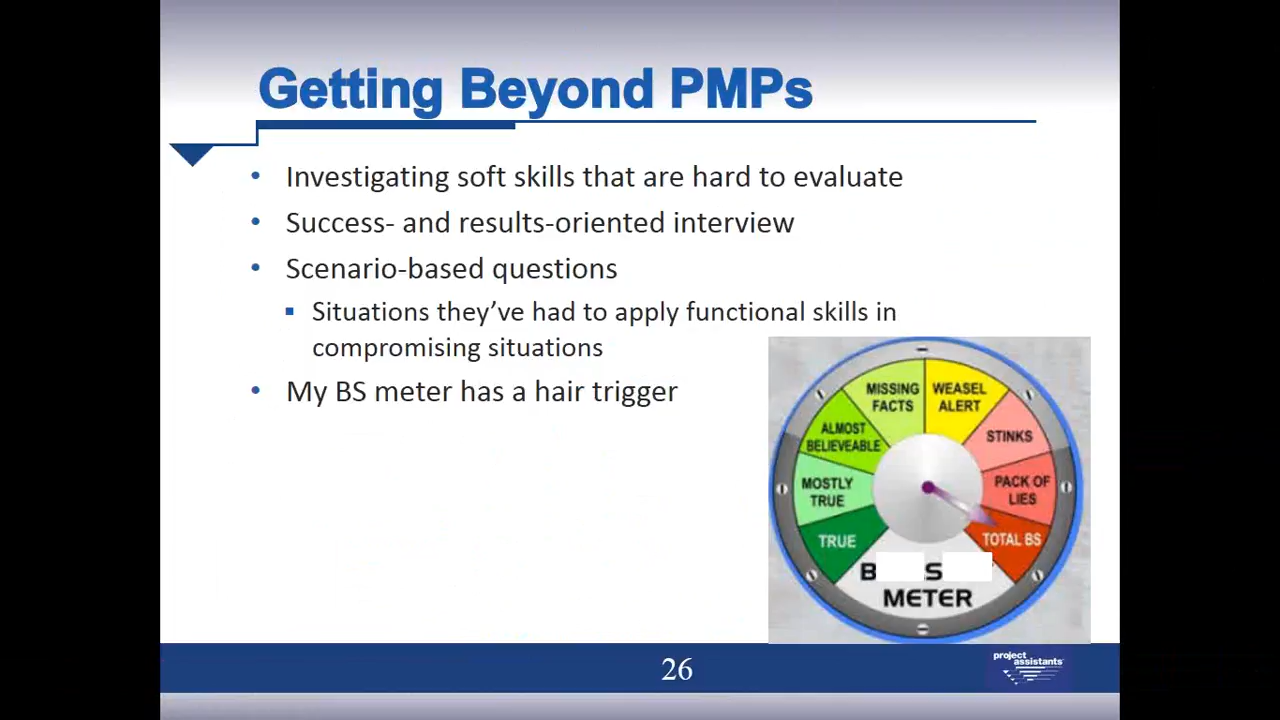 Getting Beyond PMPs
• Investigating soft skills that are hard to evaluate
• Success- and results-oriented interview
• Scenario-based questions
▪ Situations they've had to apply functional skills in
compromising situations
• My BS meter has a hair trigger
MISSING
FACTS
WEASEL
ALERT
ALMOST
BELIEVEABLE
STINKS
MOSTLY
TRUE
PACK OF
LIES
TRUE
TOTAL BS
B S
METER
26
project
assistants